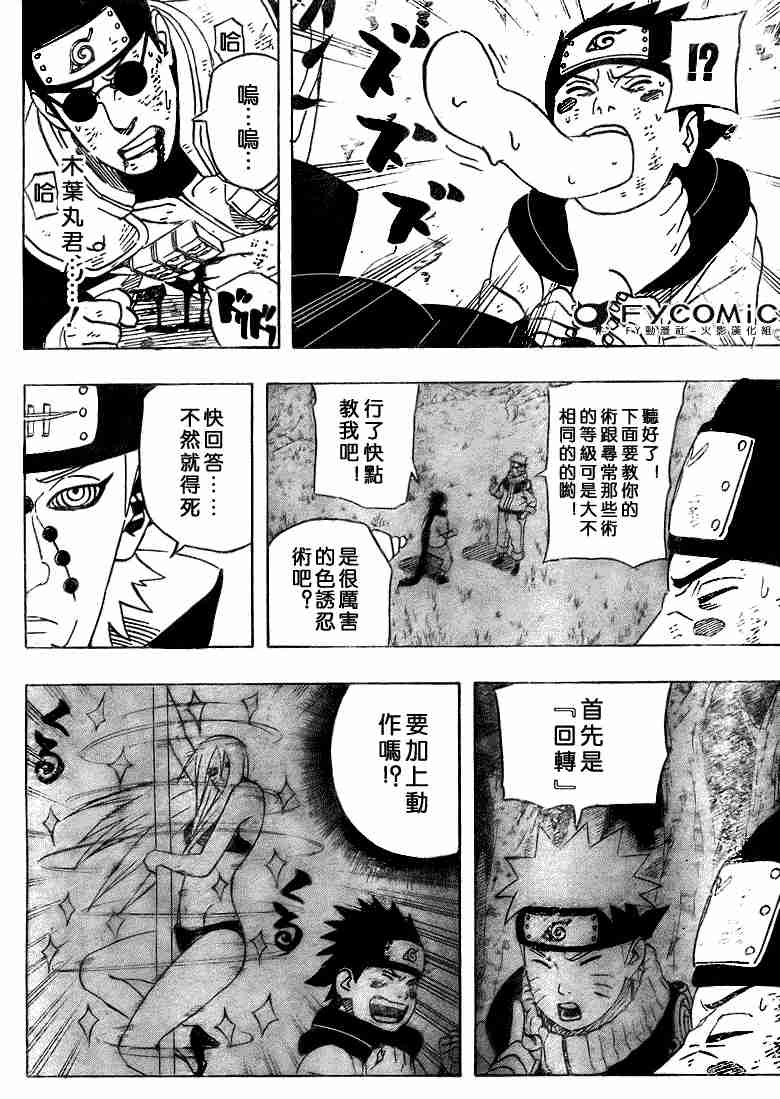 !?
ズズズ
嗚…嗚…
哈
哈
木葉丸君……
ドドド
FYCOMiC
FY動漫社-火影漢化組
聽好了！
下面要教你的
術跟尋常那些術
的等級可是大不
相同的喲！
行了快點
教我吧！
是很厲害
的色誘忍
術吧？
快回答……
不然就得死
首先是
『回轉』
要加上動
作嗎!?
くるくる